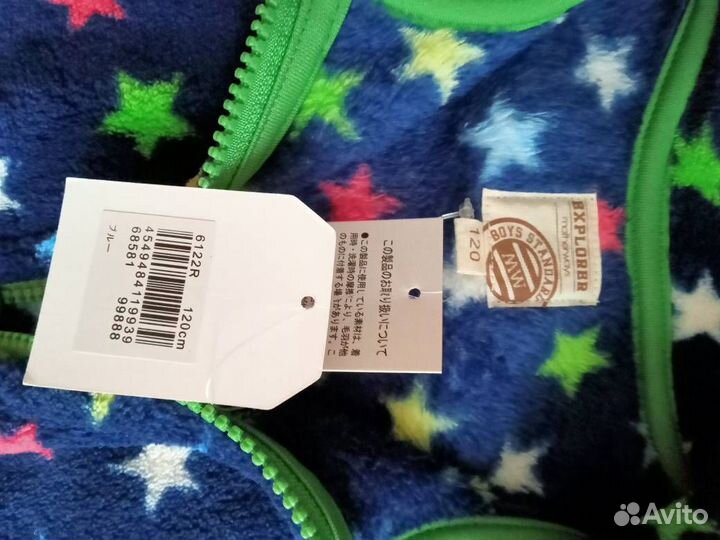 6122R 120cm
4549484119939
68581
99888
ブルー
この製品のお取り扱いについて
●この製品に使用している素材は、着
用時・洗濯時の摩擦により、毛羽が他
のものに付着する場
があります。こ
120
EXPLORER
motherways
BOYS STANDARD
MW
Avito